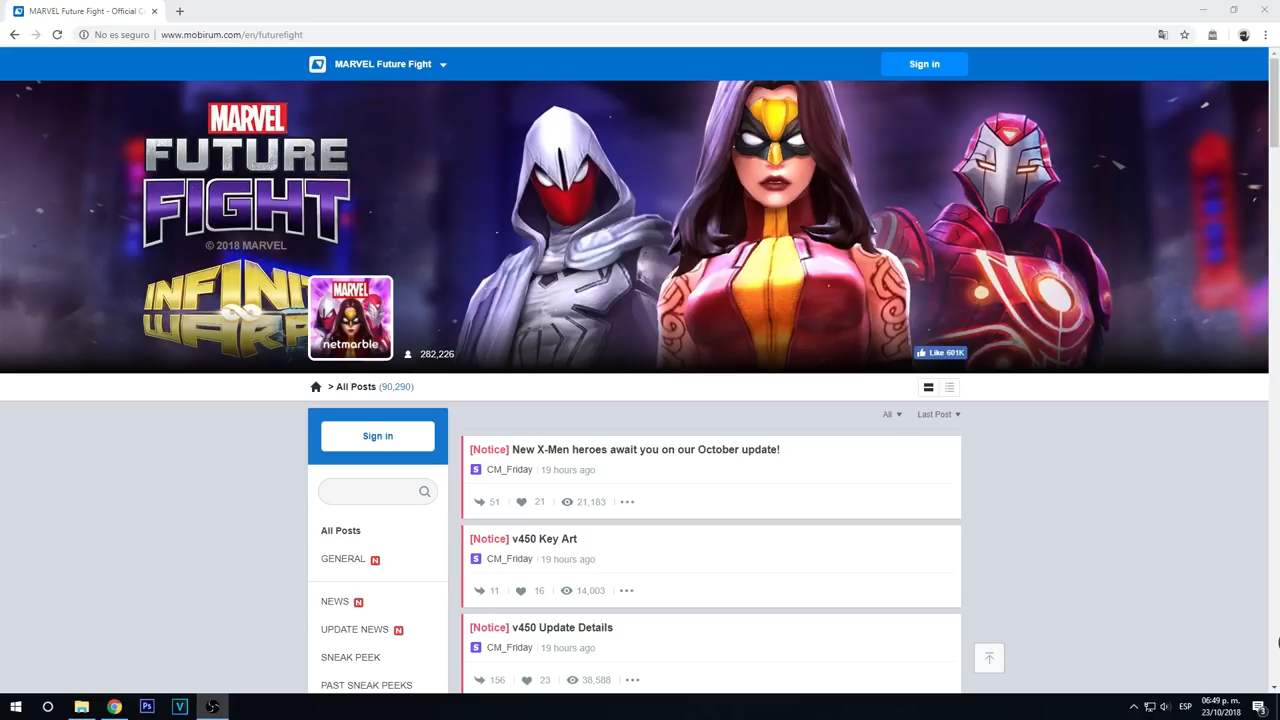 MARVEL Future Fight - Official C
No es seguro | www.mobirum.com/en/futurefight
MARVEL Future Fight
Sign in
MARVEL
FUTURE
FIGHT
© 2018 MARVEL
INFINI
WARP
MARVEL
netmarble
282,226
Like 601K
> All Posts (90,290)
Sign in
All
Last Post
[Notice] New X-Men heroes await you on our October update!
S CM_Friday 19 hours ago
51 21 21,183 •••
All Posts
GENERAL N
[Notice] v450 Key Art
S CM_Friday 19 hours ago
11 16 14,003 •••
NEWS N
UPDATE NEWS N
SNEAK PEEK
PAST SNEAK PEEKS
[Notice] v450 Update Details
S CM_Friday 19 hours ago
156 23 38,588 •••
Ps
V
ESP
06:49 p. m.
23/10/2018
3